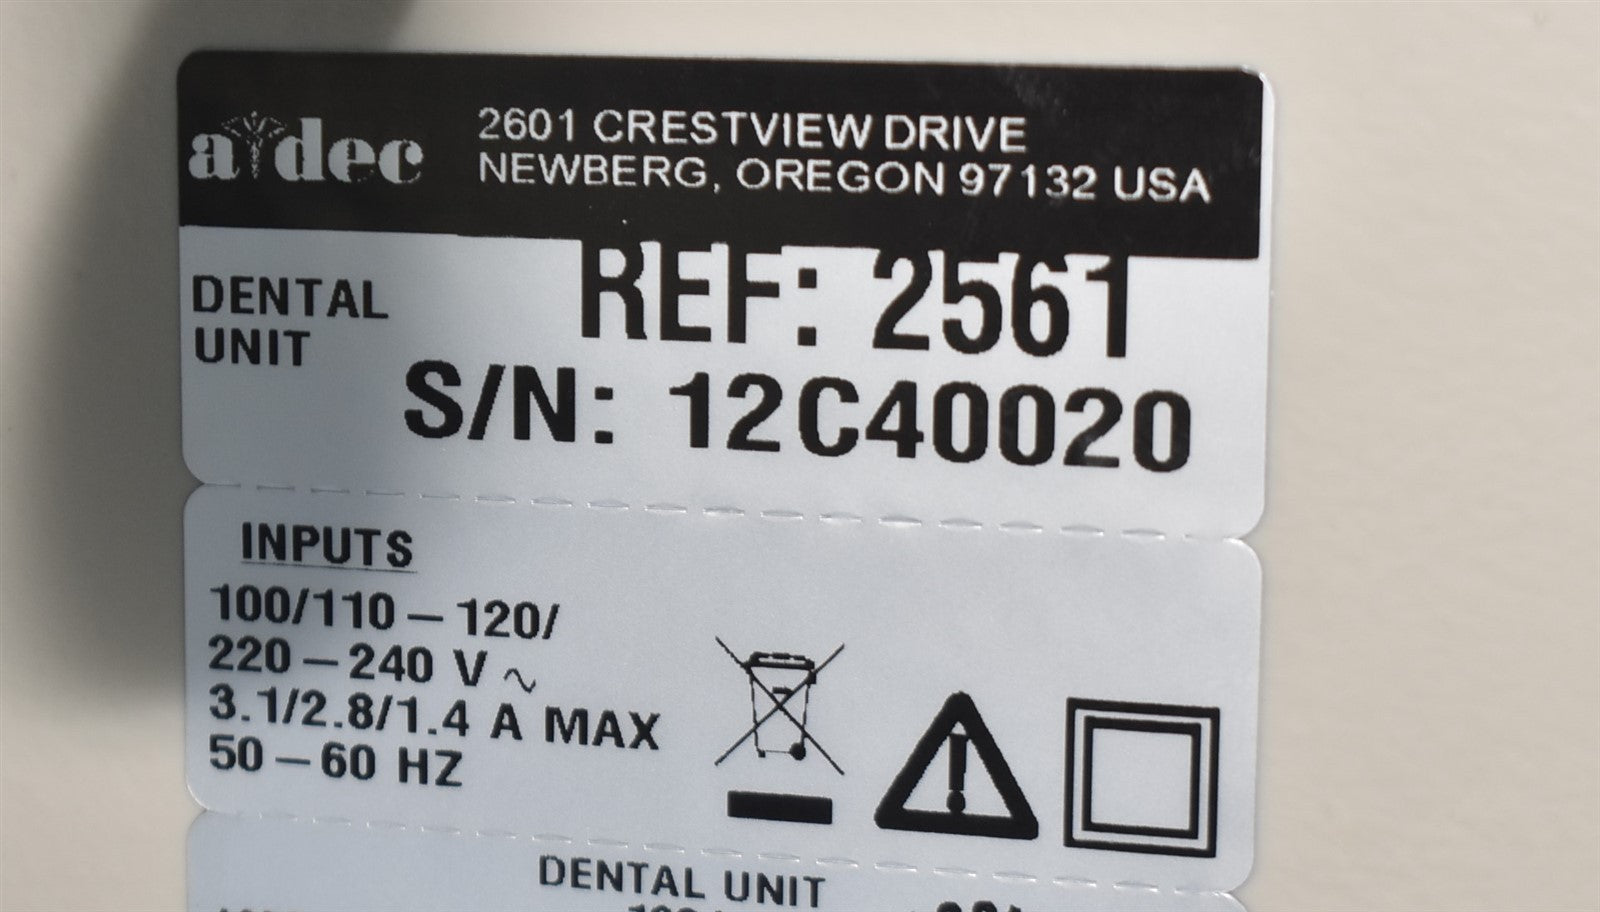 a dec
2601 CRESTVIEW DRIVE
NEWBERG, OREGON 97132 USA
DENTAL
UNIT
REF: 2561
S/N: 12C40020
INPUTS
100/110 – 120/
220 – 240 V ~
3.1/2.8/1.4 A MAX
50 – 60 HZ
DENTAL UNIT